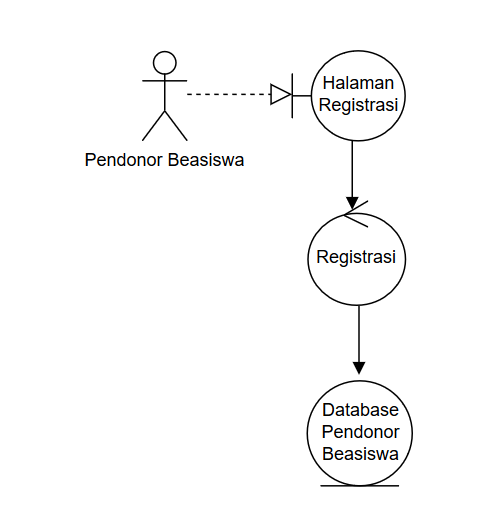 Halaman
Registrasi
Pendonor Beasiswa
Registrasi
Database
Pendonor
Beasiswa